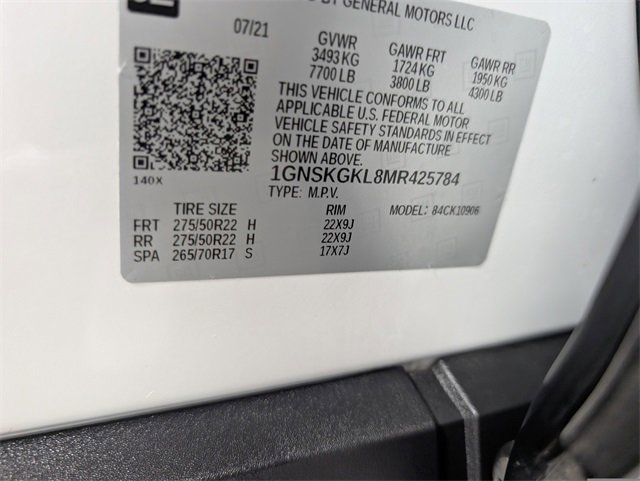 BY GENERAL MOTORS LLC
07/21
GVWR GAWR FRT GAWR RR
3493 KG 1724 KG 1950 KG
7700 LB 3800 LB 4300 LB
THIS VEHICLE CONFORMS TO ALL
APPLICABLE U.S. FEDERAL MOTOR
VEHICLE SAFETY STANDARDS IN EFFECT
ON THE DATE OF MANUFACTURE
SHOWN ABOVE.
1GNSKGKL8MR425784
140X
TYPE: M.P.V. MODEL: 84CK10906
TIRE SIZE RIM
FRT 275/50R22 H 22X9J
RR 275/50R22 H 22X9J
SPA 265/70R17 S 17X7J